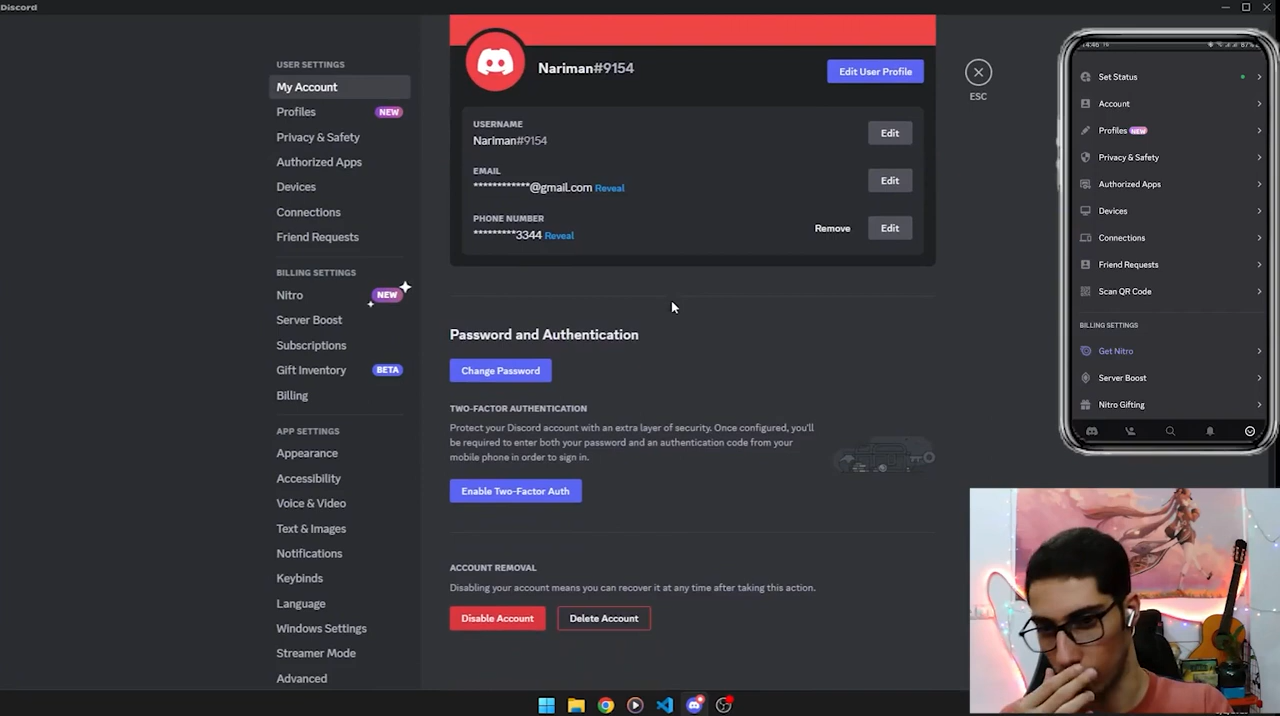 Discord
USER SETTINGS
My Account
Profiles NEW
Privacy & Safety
Authorized Apps
Devices
Connections
Friend Requests
BILLING SETTINGS
Nitro NEW
Server Boost
Subscriptions
Gift Inventory BETA
Billing
APP SETTINGS
Appearance
Accessibility
Voice & Video
Text & Images
Notifications
Keybinds
Language
Windows Settings
Streamer Mode
Advanced
Nariman#9154
Edit User Profile
USERNAME
Nariman#9154
Edit
EMAIL
************@gmail.com Reveal
Edit
PHONE NUMBER
*********3344 Reveal
Remove
Edit
ESC
Password and Authentication
Change Password
TWO-FACTOR AUTHENTICATION
Protect your Discord account with an extra layer of security. Once configured, you'll
be required to enter both your password and an authentication code from your
mobile phone in order to sign in.
Enable Two-Factor Auth
ACCOUNT REMOVAL
Disabling your account means you can recover it at any time after taking this action.
Disable Account
Delete Account
Set Status
Account
Profiles NEW
Privacy & Safety
Authorized Apps
Devices
Connections
Friend Requests
Scan QR Code
BILLING SETTINGS
Get Nitro
Server Boost
Nitro Gifting